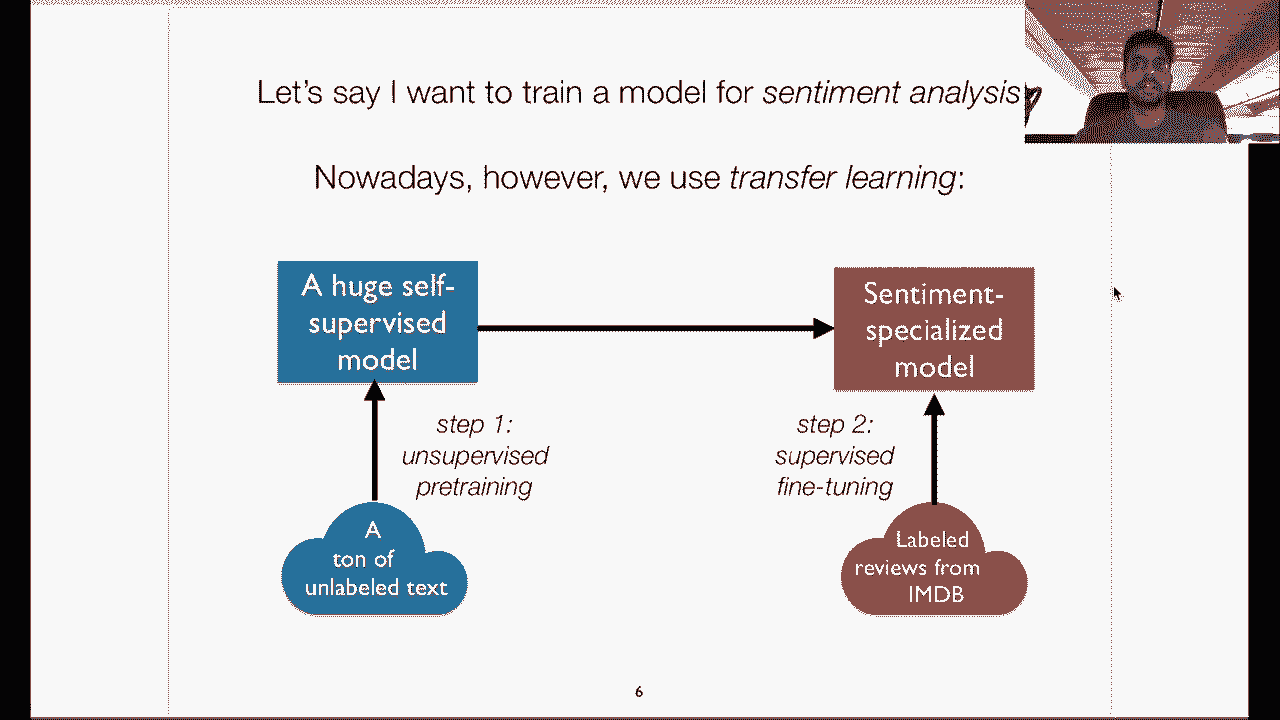 Let's say I want to train a model for sentiment analysis
Nowadays, however, we use transfer learning:
A huge self-
supervised
model
Sentiment-
specialized
model
step 1:
unsupervised
pretraining
step 2:
supervised
fine-tuning
A
ton of
unlabeled text
Labeled
reviews from
IMDB
6